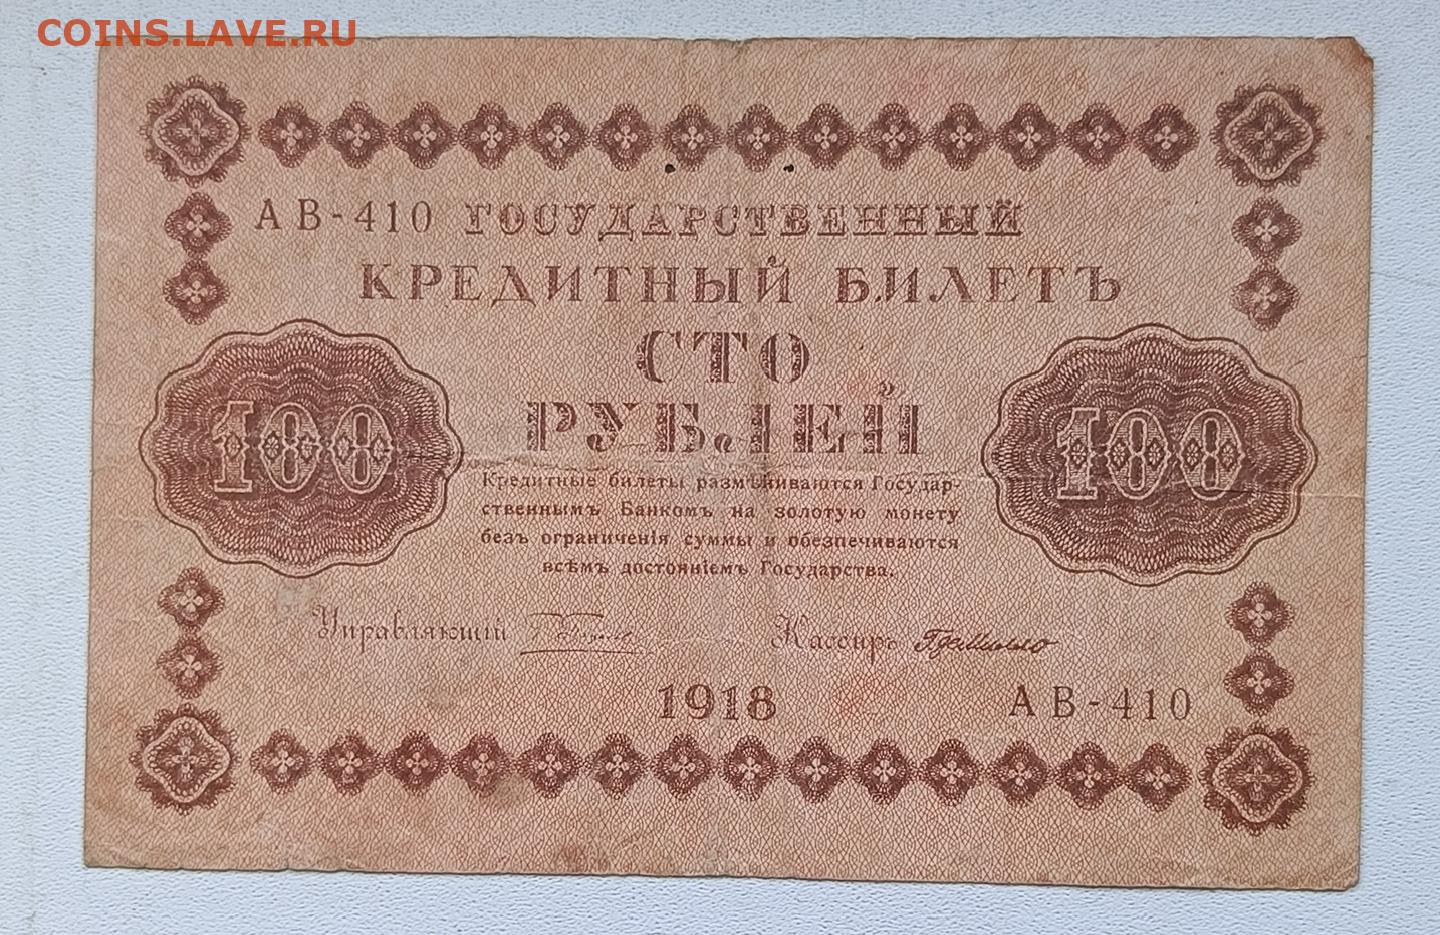 COINS.LAVE.RU
АВ-410 ГОСУДАРСТВЕННЫЙ
КРЕДИТНЫЙ БИЛЕТЪ
СТО
РУБЛЕЙ
100
100
Кредитные билеты размѣниваются Государ-
ственнымъ Банкомъ на золотую монету
безъ ограниченія суммы и обезпечиваются
всѣмъ достояніемъ Государства.
Управляющій
Кассиръ
1918
АВ-410